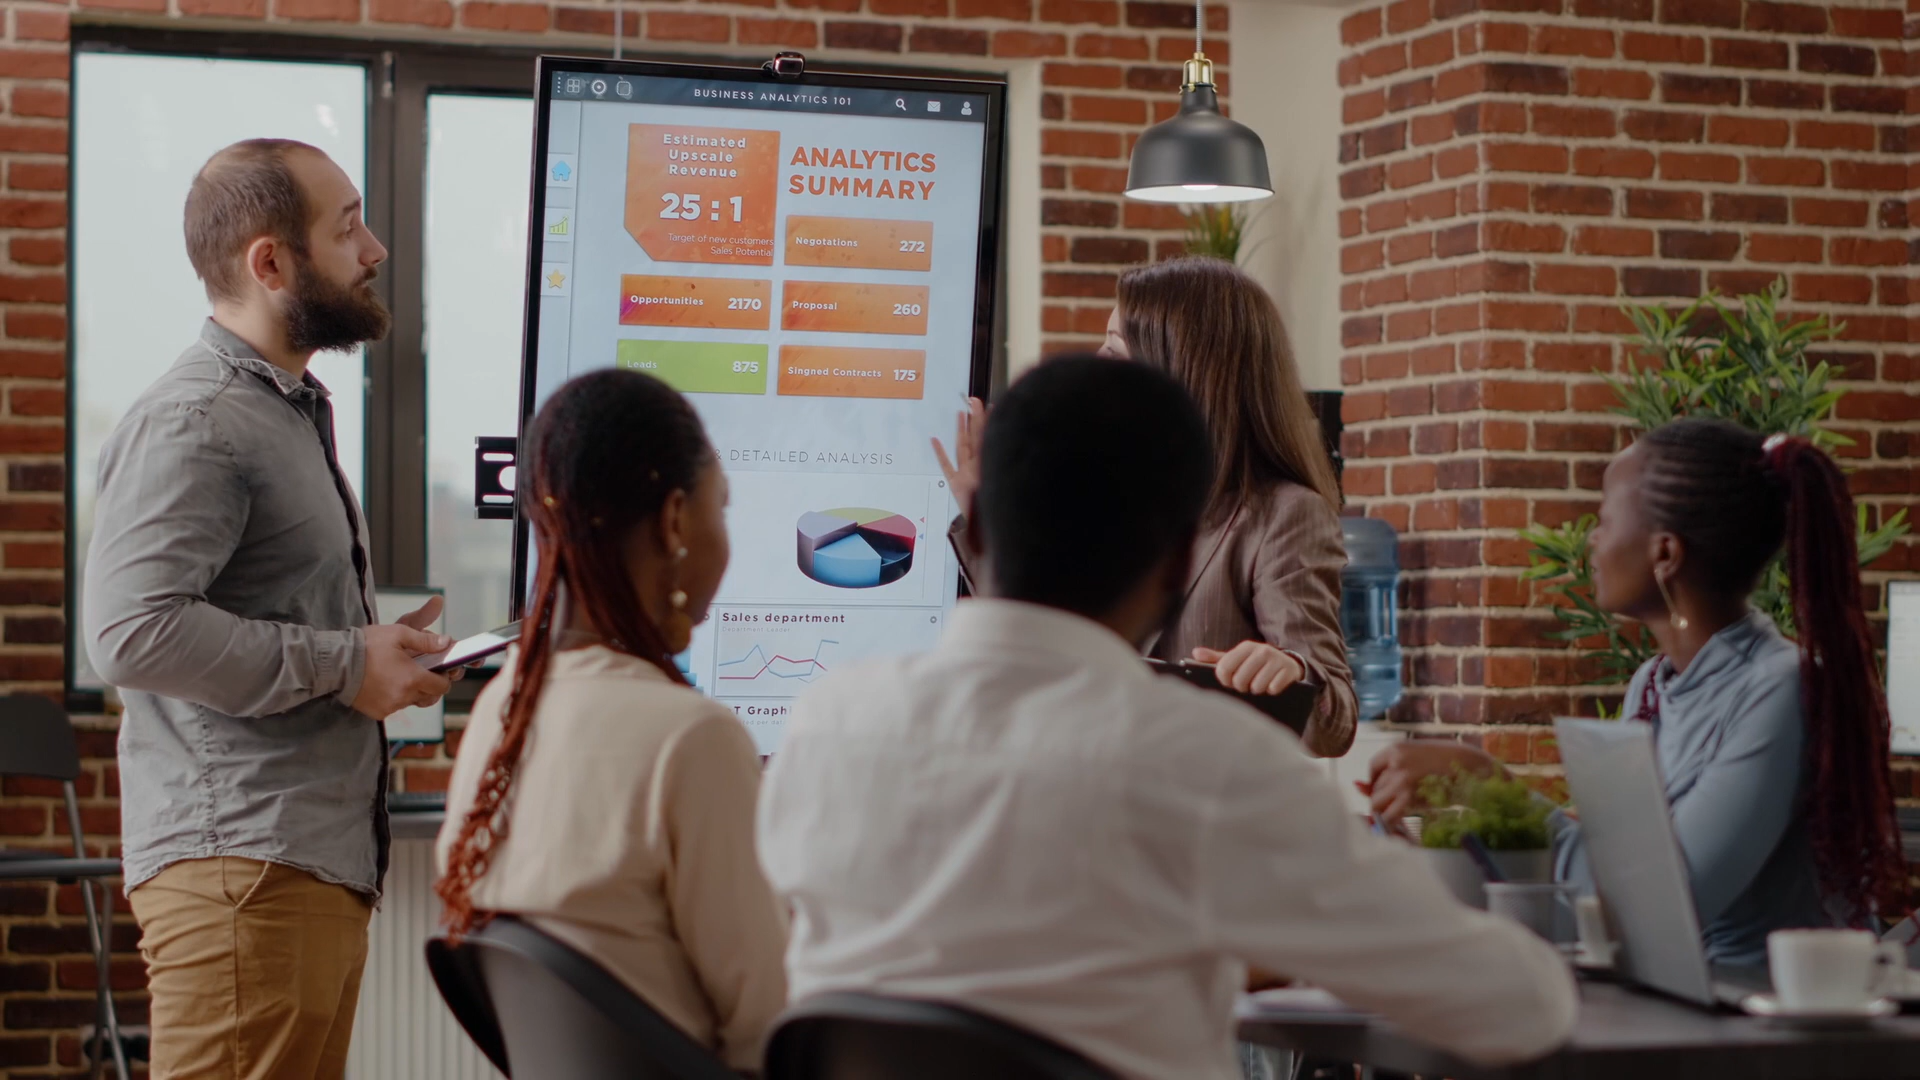 BUSINESS ANALYTICS 101
Estimated
Upscale
Revenue
25 : 1
Target of new customers
Sales Potential
ANALYTICS
SUMMARY
Negotations 272
Opportunities 2170
Proposal 260
Leads 875
Singned Contracts 175
& DETAILED ANALYSIS
Sales department
Graph